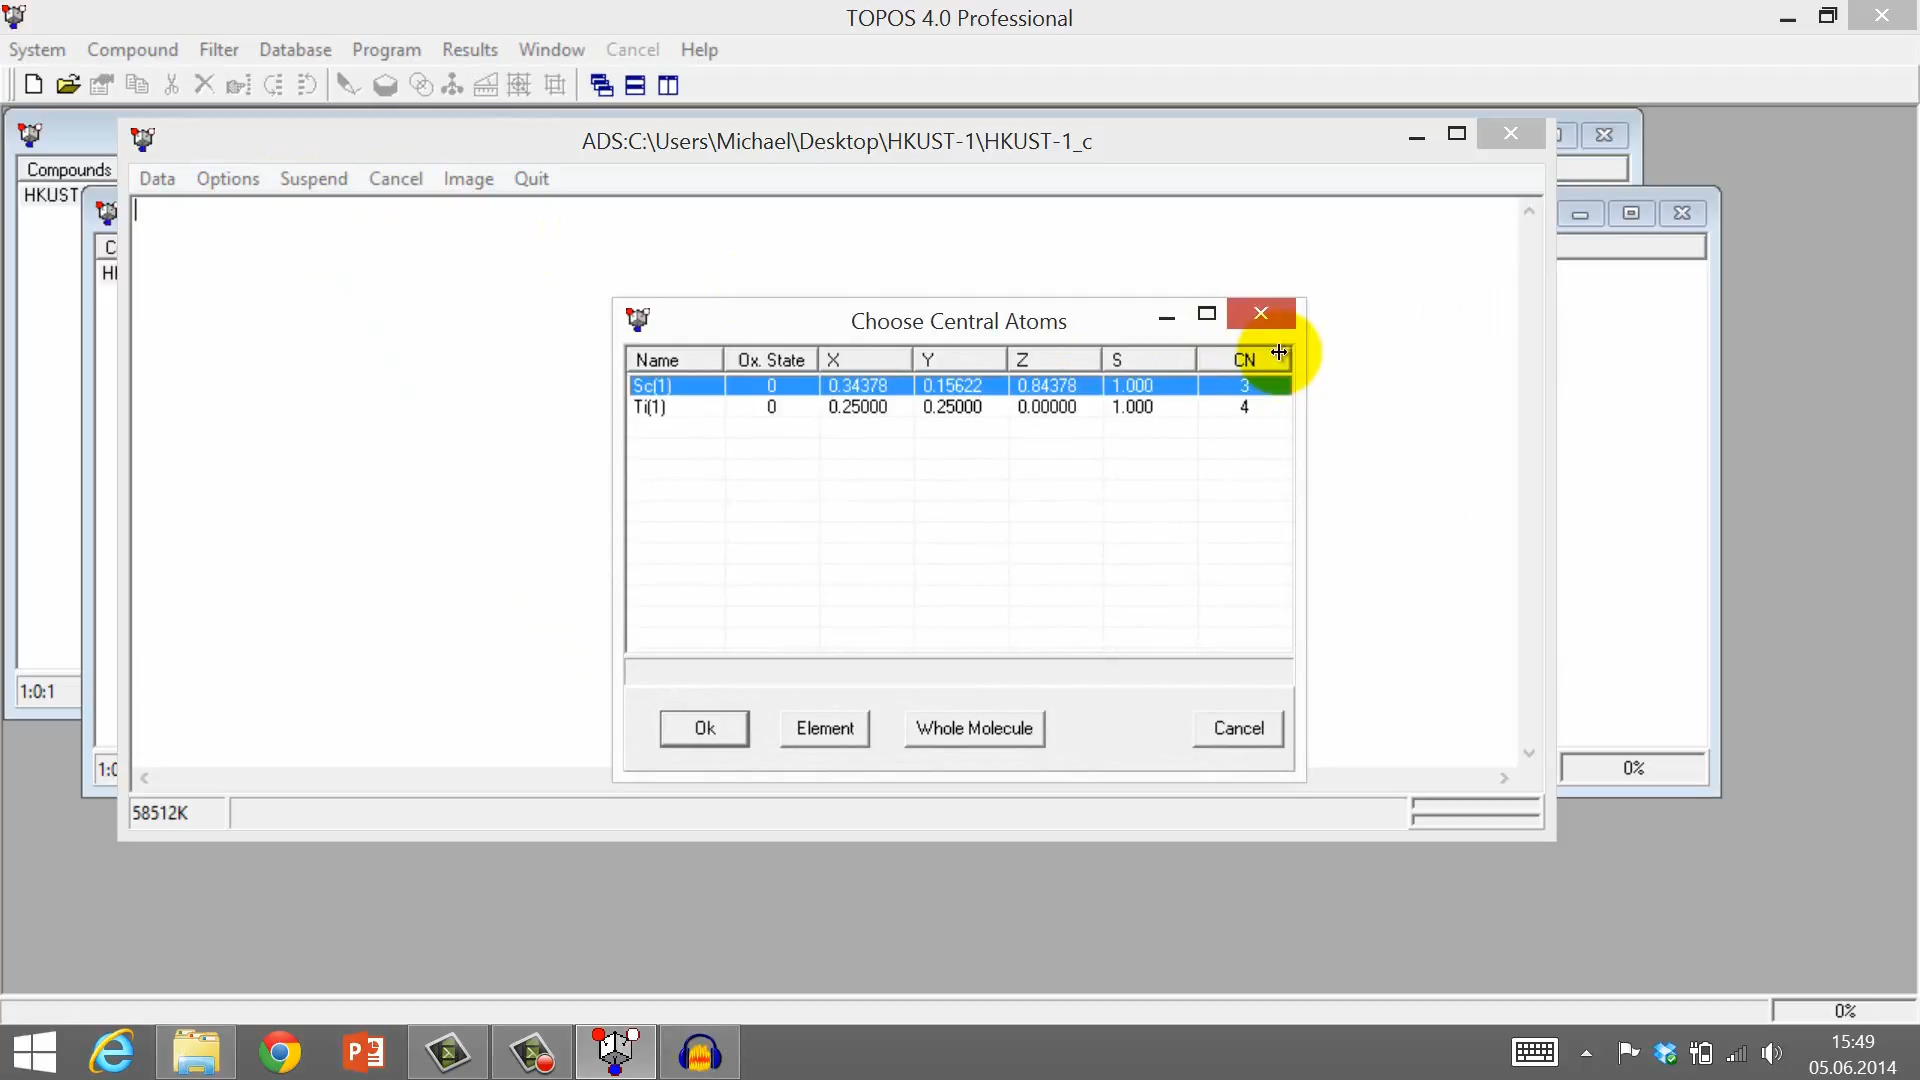 TOPOS 4.0 Professional
System Compound Filter Database Program Results Window Cancel Help
ADS:C:\Users\Michael\Desktop\HKUST-1\HKUST-1_c
Compounds
HKUST
Data Options Suspend Cancel Image Quit
C
HI
Choose Central Atoms
Name Ox. State X Y Z S CN
Sc(1) 0 0.34378 0.15622 0.84378 1.000 3
Ti(1) 0 0.25000 0.25000 0.00000 1.000 4
1:0:1
Ok Element Whole Molecule Cancel
1:0
0%
58512K
0%
15:49
05.06.2014